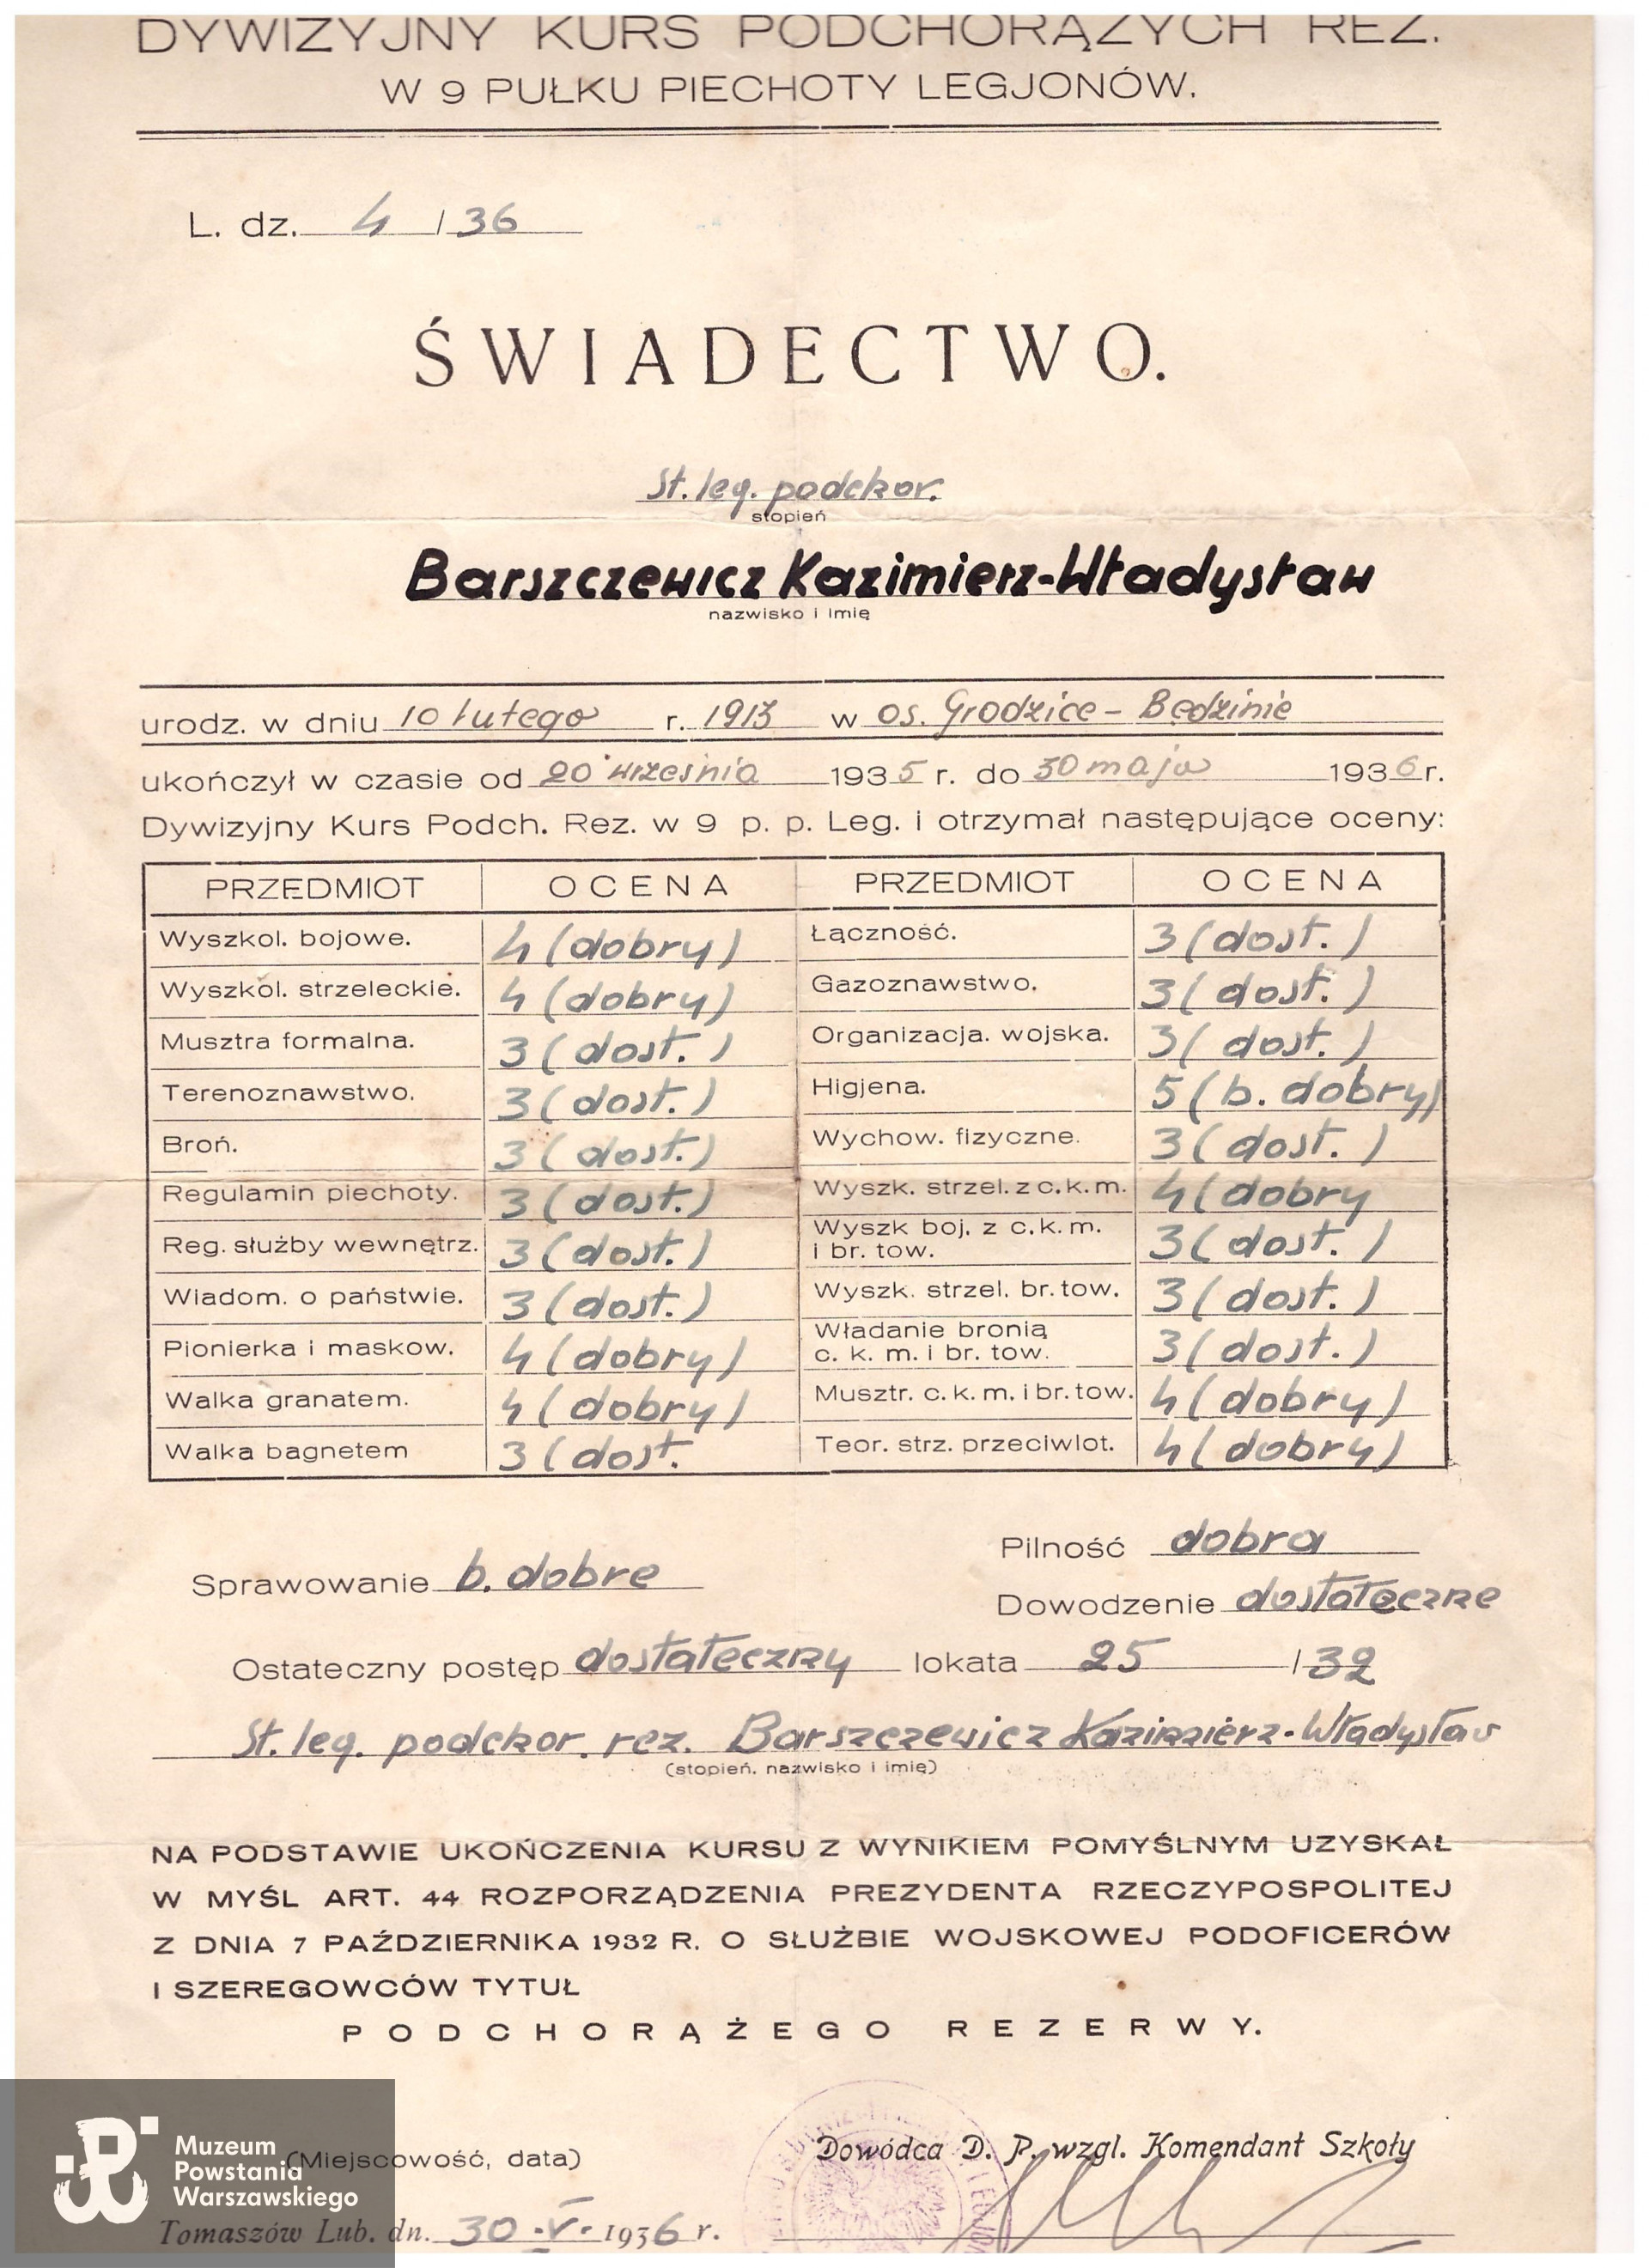 DYWIZYJNY KURS PODCHORĄŻYCH REZ.
W 9 PUŁKU PIECHOTY LEGJONÓW.
L. dz. 4 / 36
ŚWIADECTWO.
St. leg. podchor.
stopień
Barszczewicz Kazimierz-Władysław
nazwisko i imię
urodz. w dniu 10 lutego r. 1913 w os. Grodzice - Będzinie
ukończył w czasie od 20 września 1935 r. do 30 maja 1936 r.
Dywizyjny Kurs Podch. Rez. w 9 p. p. Leg. i otrzymał następujące oceny:
PRZEDMIOT OCENA PRZEDMIOT OCENA
Wyszkol. bojowe. 4 (dobry) Łączność. 3 (dost.)
Wyszkol. strzeleckie. 4 (dobry) Gazoznawstwo. 3 (dost.)
Musztra formalna. 3 (dost.) Organizacja. wojska. 3 (dost.)
Terenoznawstwo. 3 (dost.) Higjena. 5 (b. dobry)
Broń. 3 (dost.) Wychow. fizyczne. 3 (dost.)
Regulamin piechoty. 3 (dost.) Wyszk. strzel. z c. k. m. 4 (dobry
Reg. służby wewnętrz. 3 (dost.) Wyszk boj. z c. k. m. i br. tow. 3 (dost.)
Wiadom. o państwie. 3 (dost.) Wyszk. strzel. br. tow. 3 (dost.)
Pionierka i maskow. 4 (dobry) Władanie bronią c. k. m. i br. tow. 3 (dost.)
Walka granatem. 4 (dobry) Musztr. c. k. m. i br. tow. 4 (dobry)
Walka bagnetem 3 (dost. Teor. strz. przeciwlot. 4 (dobry)
Pilność dobra
Sprawowanie b. dobre
Dowodzenie dostateczne
Ostateczny postęp dostateczny lokata 25 / 32
St. leg. podchor. rez. Barszczewicz Kazimierz-Władysław
(stopień. nazwisko i imię)
NA PODSTAWIE UKOŃCZENIA KURSU Z WYNIKIEM POMYŚLNYM UZYSKAŁ
W MYŚL ART. 44 ROZPORZĄDZENIA PREZYDENTA RZECZYPOSPOLITEJ
Z DNIA 7 PAŹDZIERNIKA 1932 R. O SŁUŻBIE WOJSKOWEJ PODOFICERÓW
I SZEREGOWCÓW TYTUŁ
PODCHORĄŻEGO REZERWY.
Dowódca D. P. wzgl. Komendant Szkoły
(Miejscowość, data)
Tomaszów Lub. dn. 30.V. 1936 r.
Muzeum
Powstania
Warszawskiego